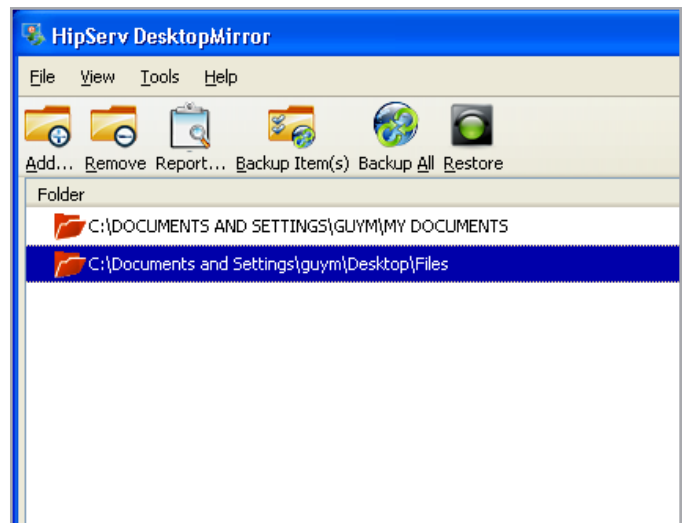 HipServ DesktopMirror
File View Tools Help
Add... Remove Report... Backup Item(s) Backup All Restore
Folder
C:\DOCUMENTS AND SETTINGS\GUYM\MY DOCUMENTS
C:\Documents and Settings\guym\Desktop\Files